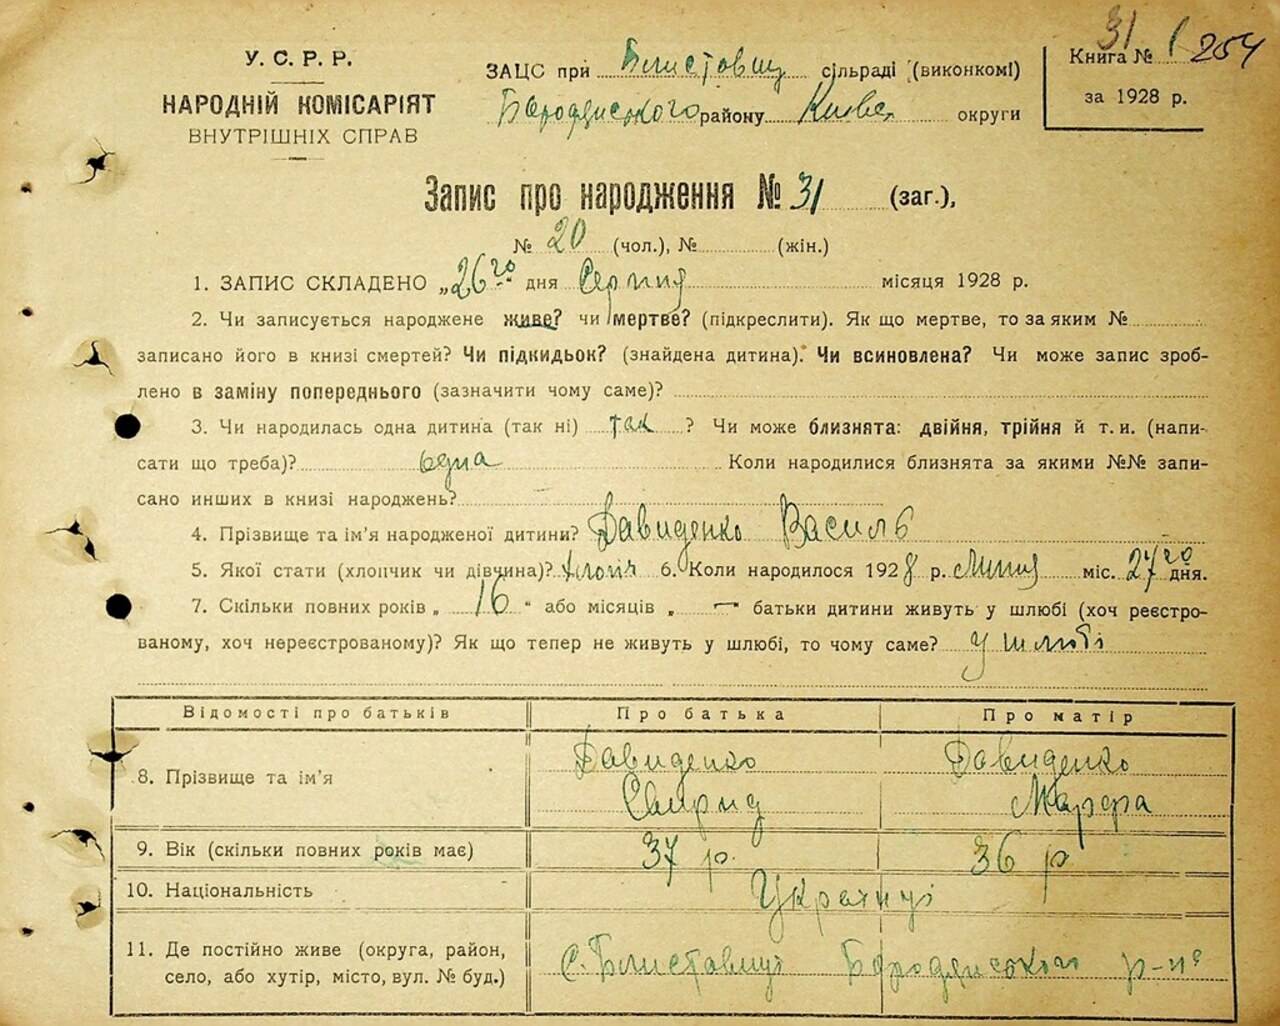 31 1 254
У. С. Р. Р.
НАРОДНІЙ КОМІСАРІЯТ
ВНУТРІШНІХ СПРАВ
ЗАЦС при Блиставиц сільраді (виконкомі)
Бородянського району Київс округи
Книга №
за 1928 р.
Запис про народження № 31 (заг.),
№ 20 (чол.), № (жін.)
1. ЗАПИС СКЛАДЕНО „26го" дня Серпня місяця 1928 р.
2. Чи записується народжене живе? чи мертве? (підкреслити). Як що мертве, то за яким №
записано його в книзі смертей? Чи підкидьок? (знайдена дитина). Чи всиновлена? Чи може запис зроб-
лено в заміну попереднього (зазначити чому саме)?
3. Чи народилась одна дитина (так ні) так ? Чи може близнята: двійня, трійня й т. и. (напи-
сати що треба)? одна Коли народилися близнята за якими №№ запи-
сано инших в книзі народжень?
4. Прізвище та ім'я народженої дитини? Давиденко Василь
5. Якої стати (хлопчик чи дівчина)? хлопч 6. Коли народилося 1928 р. Липня міс. 27го дня.
7. Скільки повних років „ 16 " або місяців „ — " батьки дитини живуть у шлюбі (хоч реєстро-
ваному, хоч нереєстрованому)? Як що тепер не живуть у шлюбі, то чому саме? у шлюбі
Відомості про батьків Про батька Про матір
8. Прізвище та ім'я Давиденко Свирид Давиденко Марфа
9. Вік (скільки повних років має) 37 р. 36 р
10. Національність Українці
11. Де постійно живе (округа, район,
село, або хутір, місто, вул. № буд.) С. Блиставиця Бородянського р-на